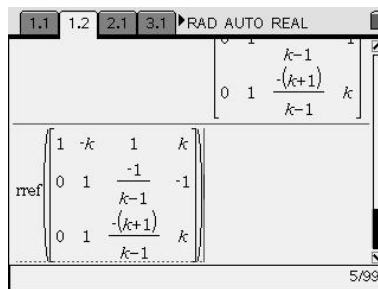 1.1 1.2 2.1 3.1 RAD AUTO REAL
k-1
0 1 -(k+1) k
k-1
rref
1 -k 1 k
0 1 -1 -1
k-1
0 1 -(k+1) k
k-1
5/99